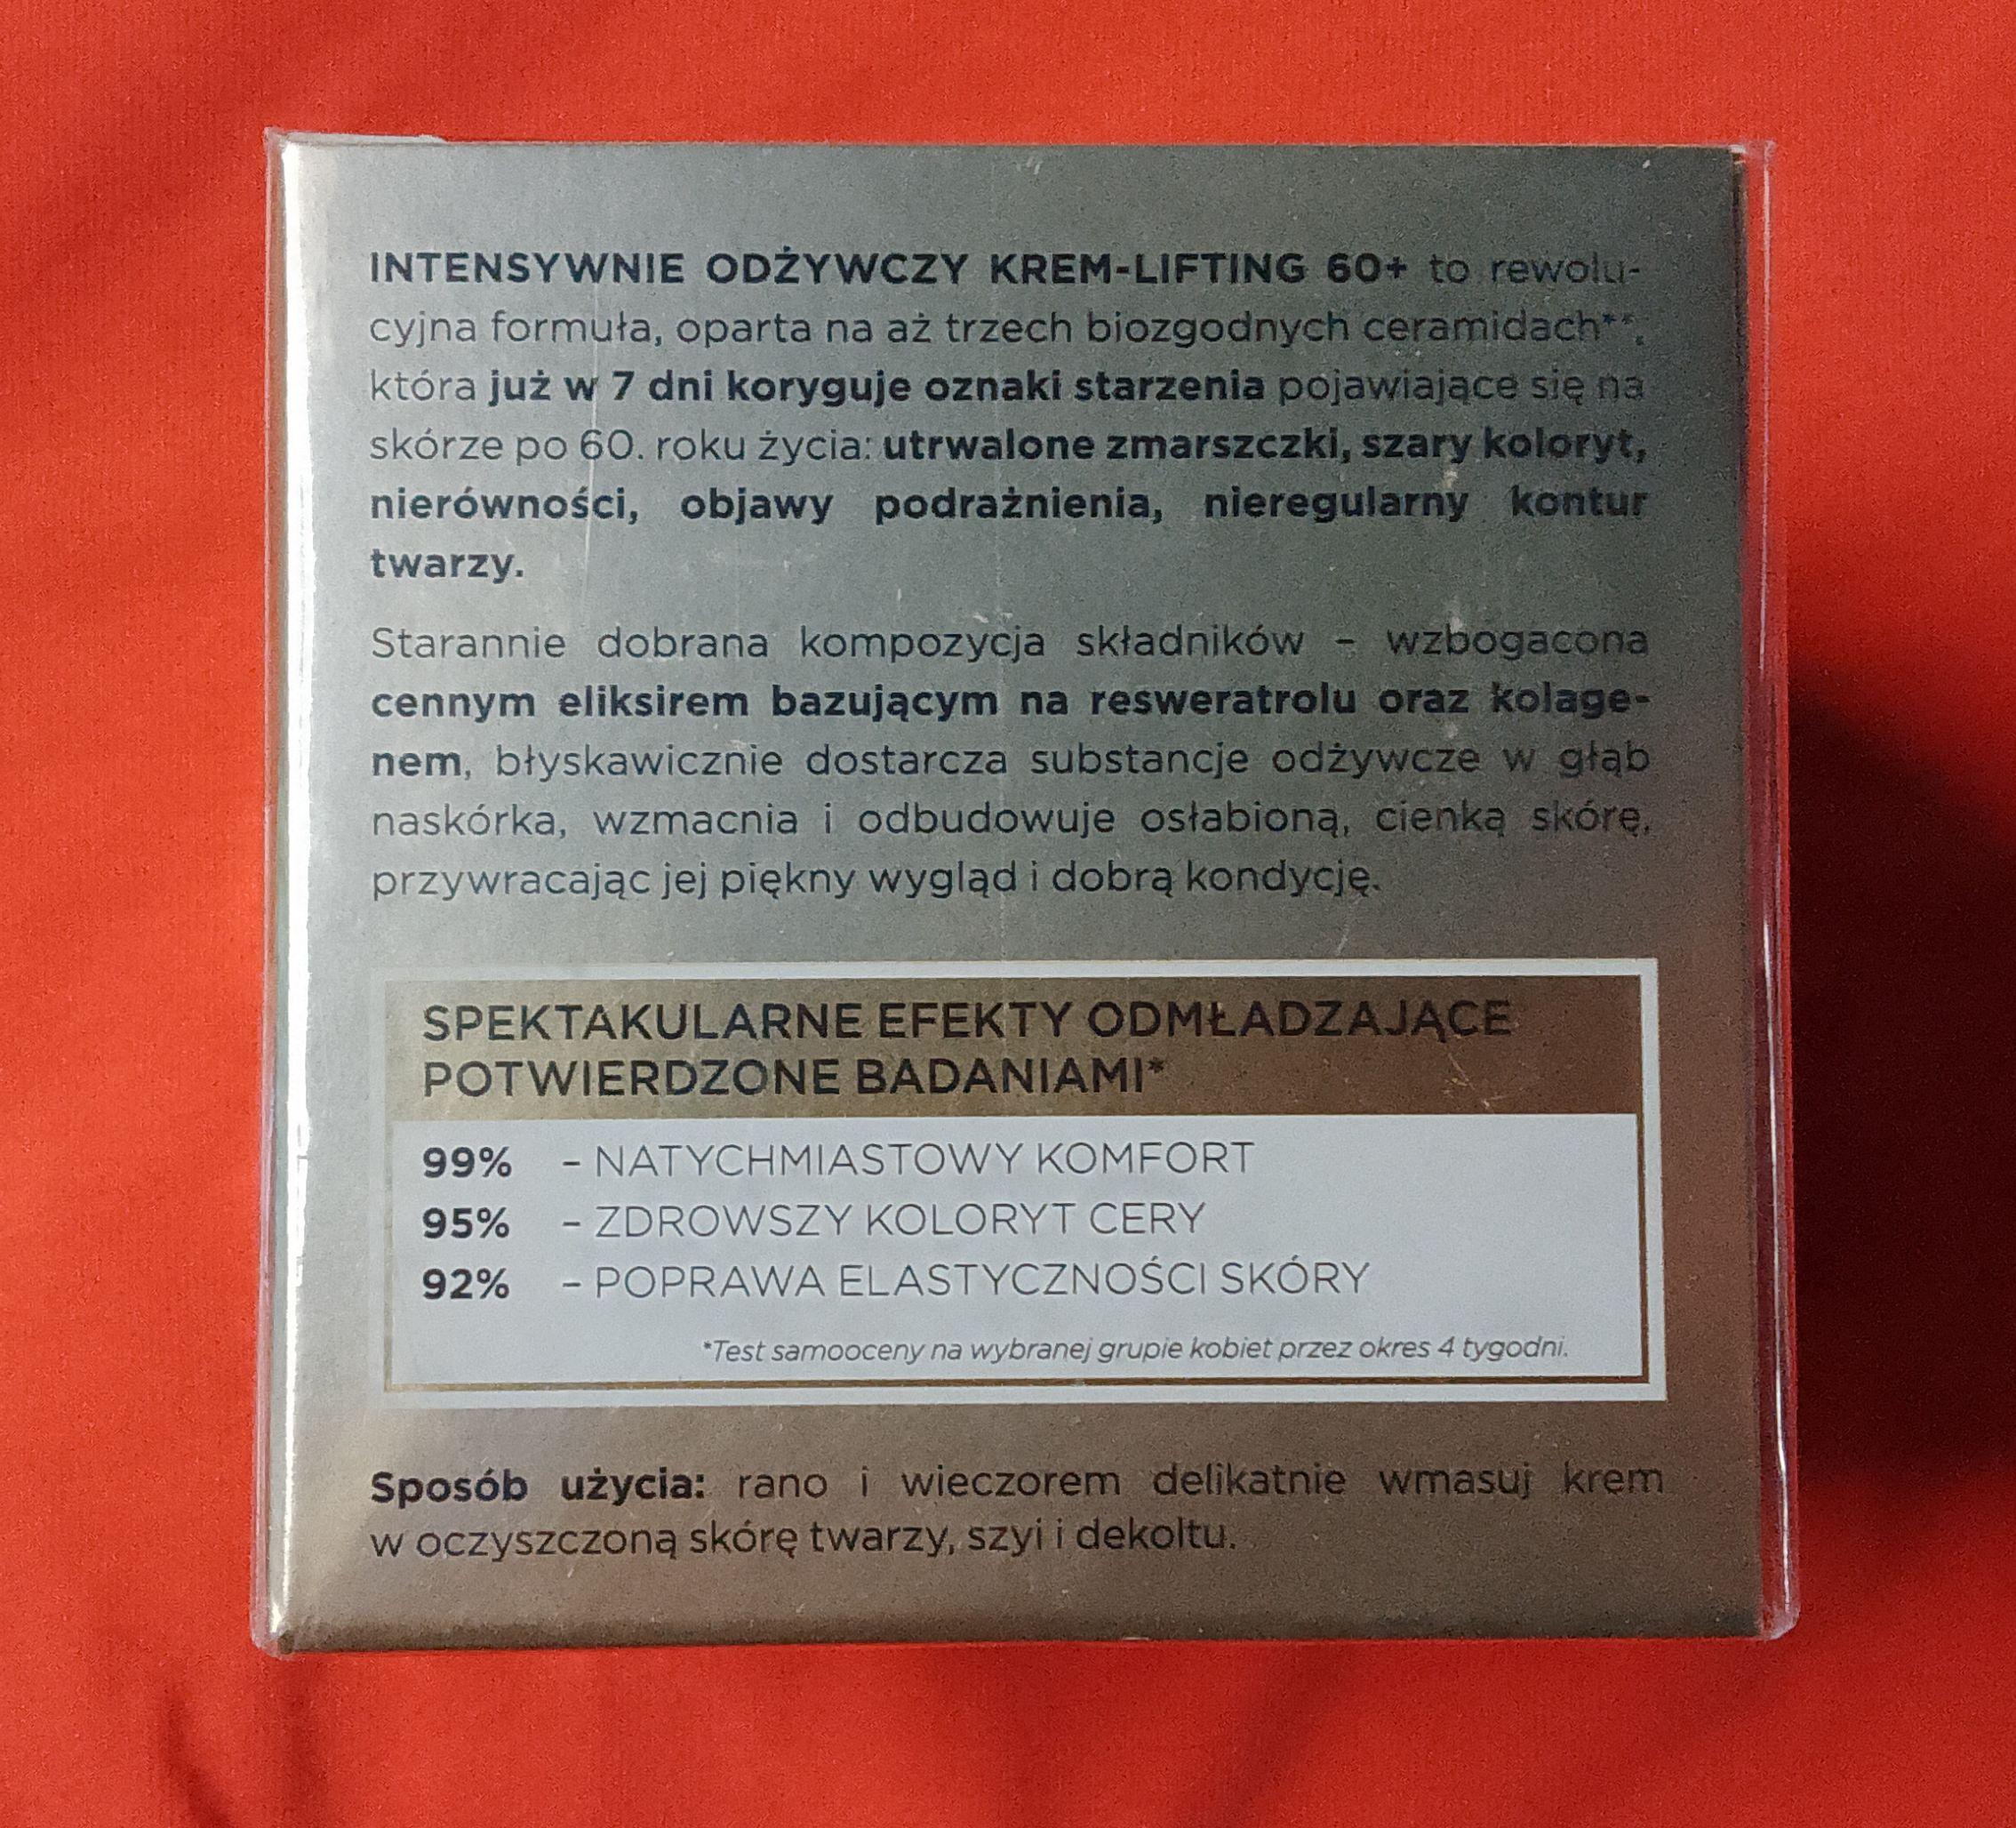 INTENSYWNIE ODŻYWCZY KREM-LIFTING 60+ to rewolu-
cyjna formuła, oparta na aż trzech biozgodnych ceramidach**,
która już w 7 dni koryguje oznaki starzenia pojawiające się na
skórze po 60. roku życia: utrwalone zmarszczki, szary koloryt,
nierówności, objawy podrażnienia, nieregularny kontur
twarzy.
Starannie dobrana kompozycja składników – wzbogacona
cennym eliksirem bazującym na resweratrolu oraz kolage-
nem, błyskawicznie dostarcza substancje odżywcze w głąb
naskórka, wzmacnia i odbudowuje osłabioną, cienką skórę,
przywracając jej piękny wygląd i dobrą kondycję.
SPEKTAKULARNE EFEKTY ODMŁADZAJĄCE
POTWIERDZONE BADANIAMI*
99% – NATYCHMIASTOWY KOMFORT
95% – ZDROWSZY KOLORYT CERY
92% – POPRAWA ELASTYCZNOŚCI SKÓRY
*Test samooceny na wybranej grupie kobiet przez okres 4 tygodni.
Sposób użycia: rano i wieczorem delikatnie wmasuj krem
w oczyszczoną skórę twarzy, szyi i dekoltu.